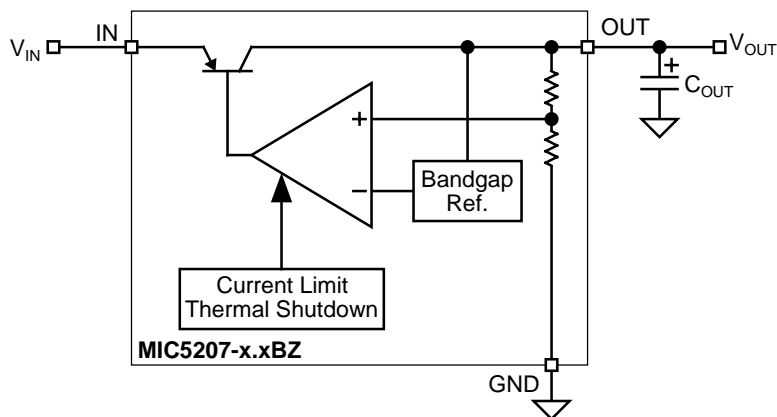 V_IN
IN
OUT
V_OUT
+
C_OUT
+
−
Bandgap
Ref.
Current Limit
Thermal Shutdown
MIC5207-x.xBZ
GND